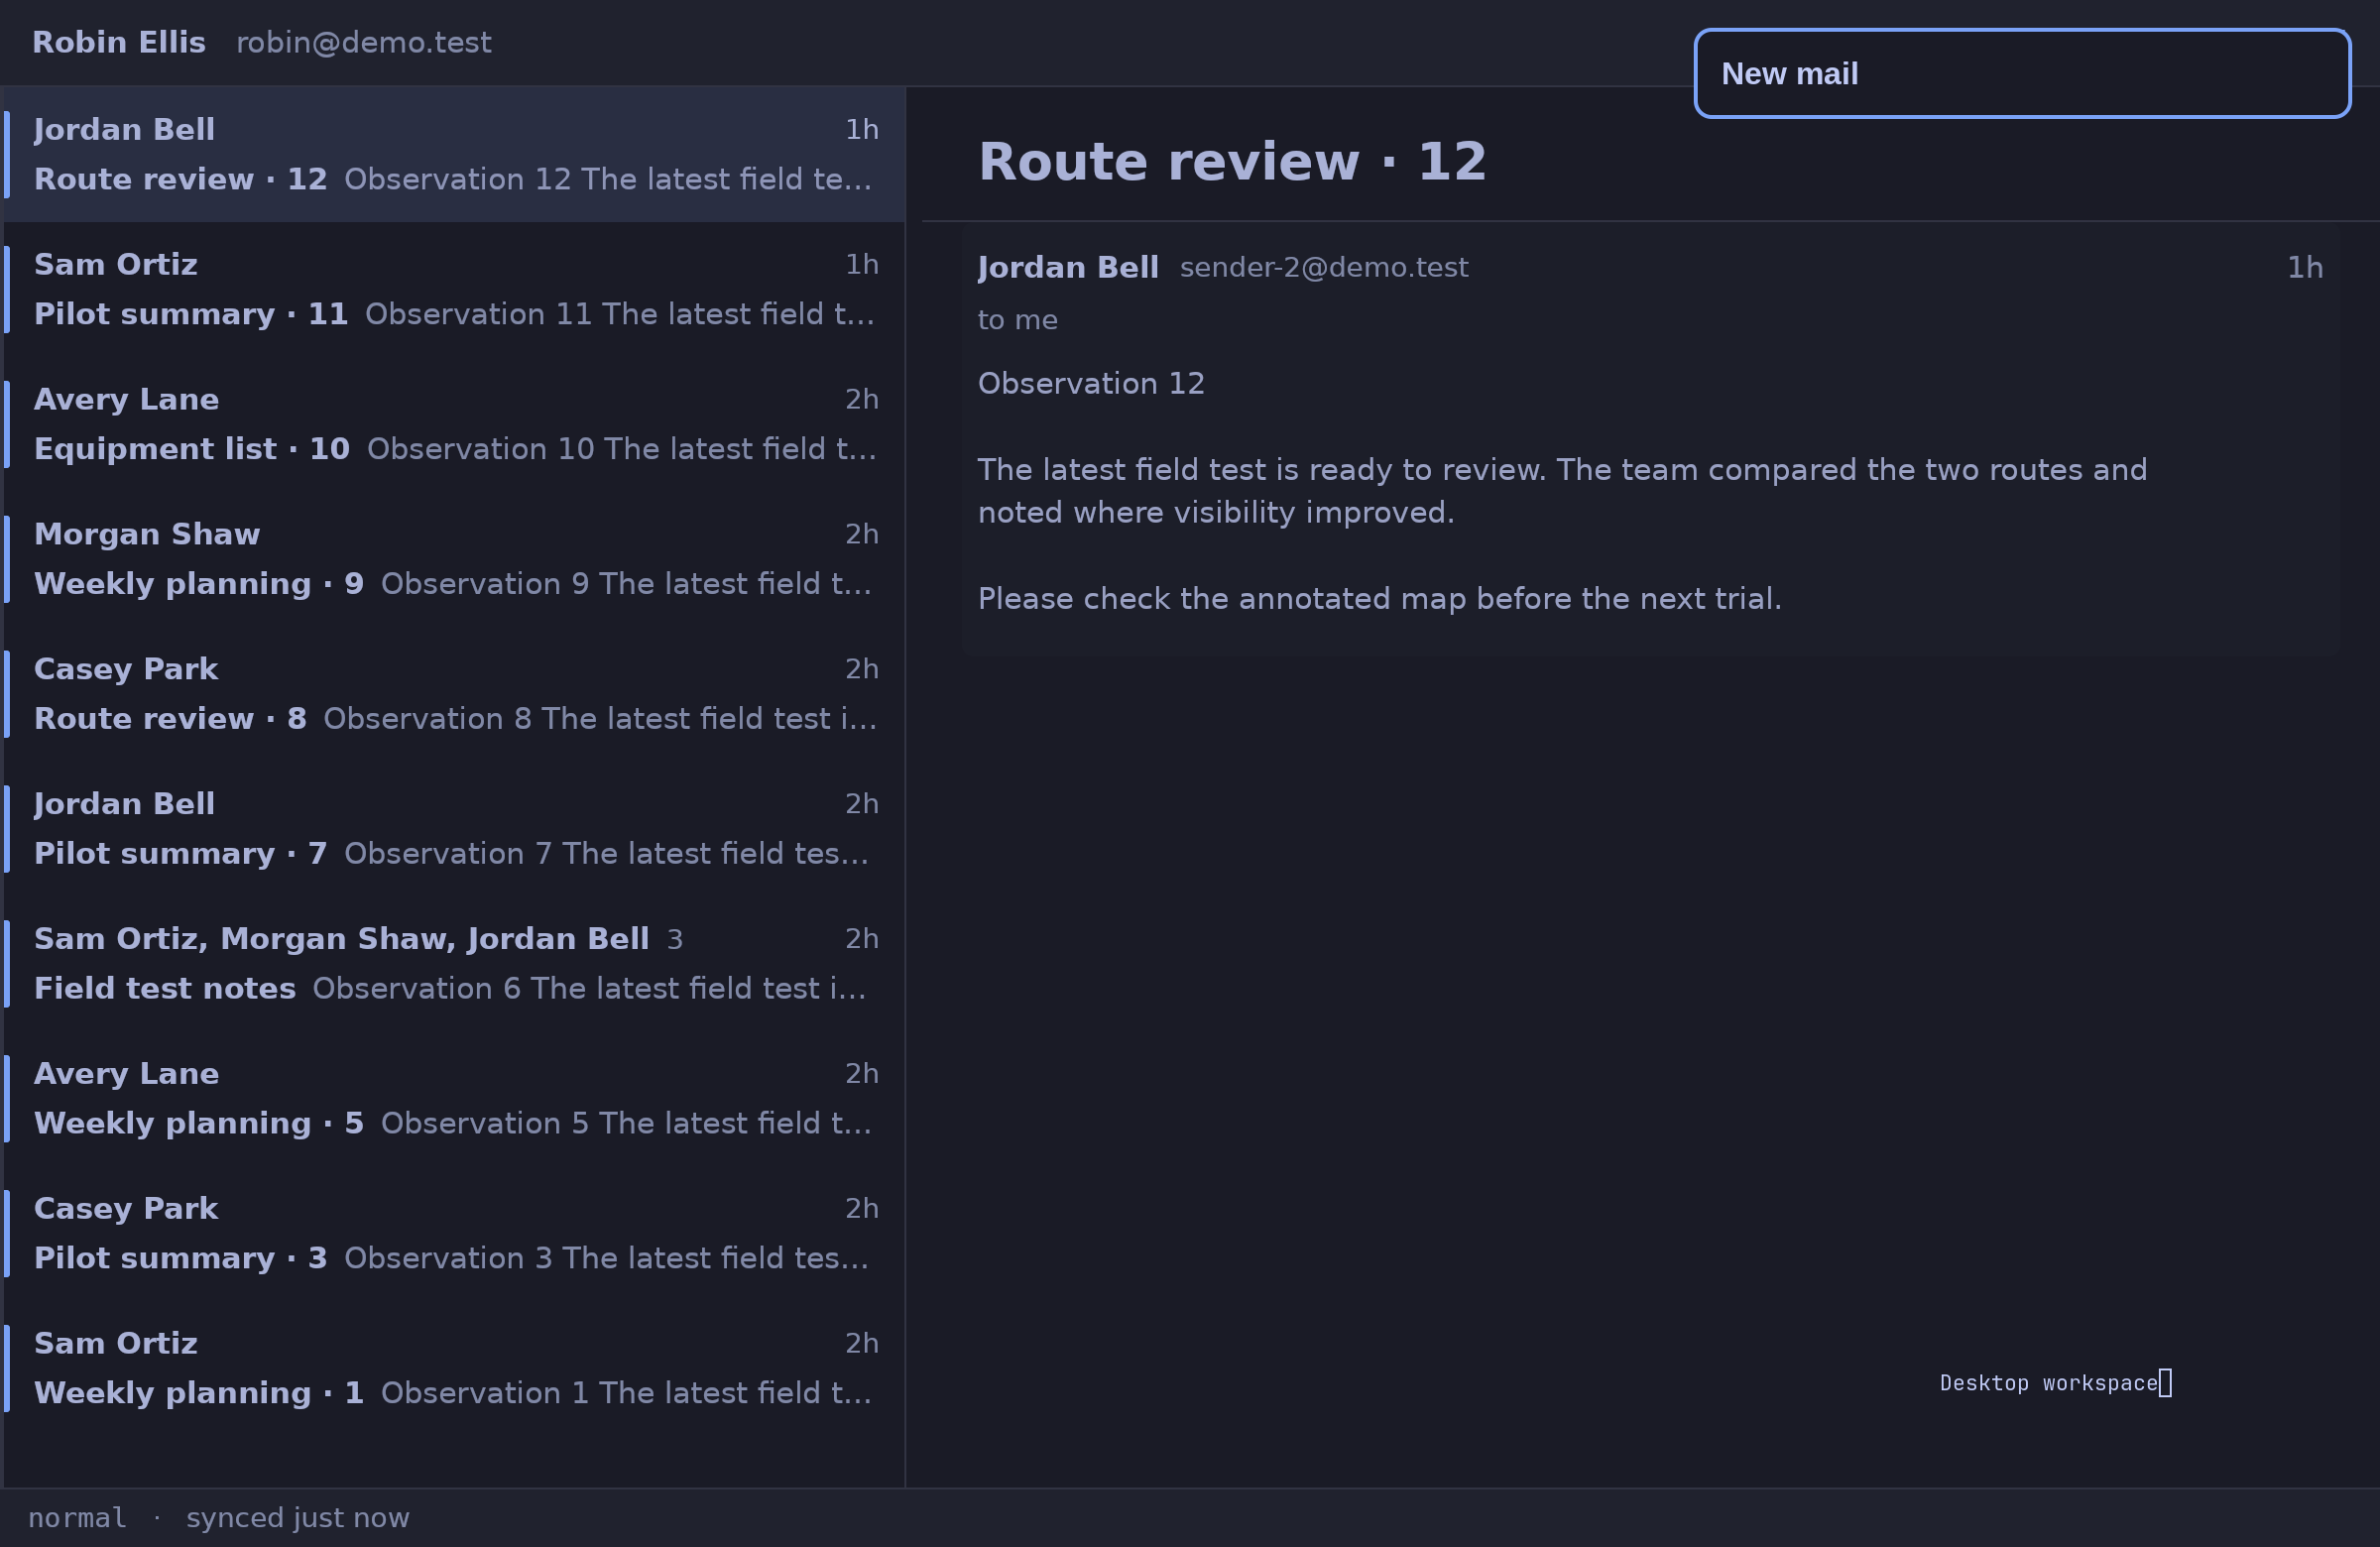 Robin Ellis robin@demo.test
New mail
Jordan Bell 1h
Route review · 12 Observation 12 The latest field te…
Sam Ortiz 1h
Pilot summary · 11 Observation 11 The latest field t…
Avery Lane 2h
Equipment list · 10 Observation 10 The latest field t…
Morgan Shaw 2h
Weekly planning · 9 Observation 9 The latest field t…
Casey Park 2h
Route review · 8 Observation 8 The latest field test i…
Jordan Bell 2h
Pilot summary · 7 Observation 7 The latest field tes…
Sam Ortiz, Morgan Shaw, Jordan Bell 3 2h
Field test notes Observation 6 The latest field test i…
Avery Lane 2h
Weekly planning · 5 Observation 5 The latest field t…
Casey Park 2h
Pilot summary · 3 Observation 3 The latest field tes…
Sam Ortiz 2h
Weekly planning · 1 Observation 1 The latest field t…
Route review · 12
Jordan Bell sender-2@demo.test 1h
to me
Observation 12
The latest field test is ready to review. The team compared the two routes and
noted where visibility improved.
Please check the annotated map before the next trial.
Desktop workspace
normal · synced just now